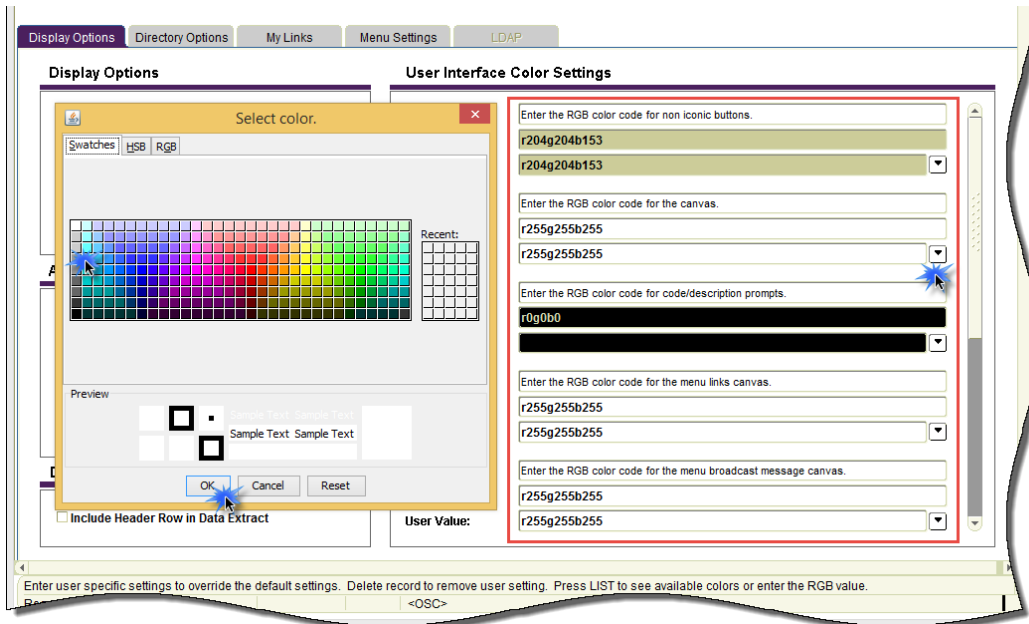 Display Options Directory Options My Links Menu Settings LDAP
Display Options
User Interface Color Settings
Select color.
Swatches HSB RGB
Recent:
Preview
Sample Text Sample Text
Sample Text Sample Text
OK Cancel Reset
Include Header Row in Data Extract
Enter the RGB color code for non iconic buttons.
r204g204b153
r204g204b153
Enter the RGB color code for the canvas.
r255g255b255
r255g255b255
Enter the RGB color code for code/description prompts.
r0g0b0
Enter the RGB color code for the menu links canvas.
r255g255b255
r255g255b255
Enter the RGB color code for the menu broadcast message canvas.
r255g255b255
User Value: r255g255b255
Enter user specific settings to override the default settings. Delete record to remove user setting. Press LIST to see available colors or enter the RGB value.
<OSC>